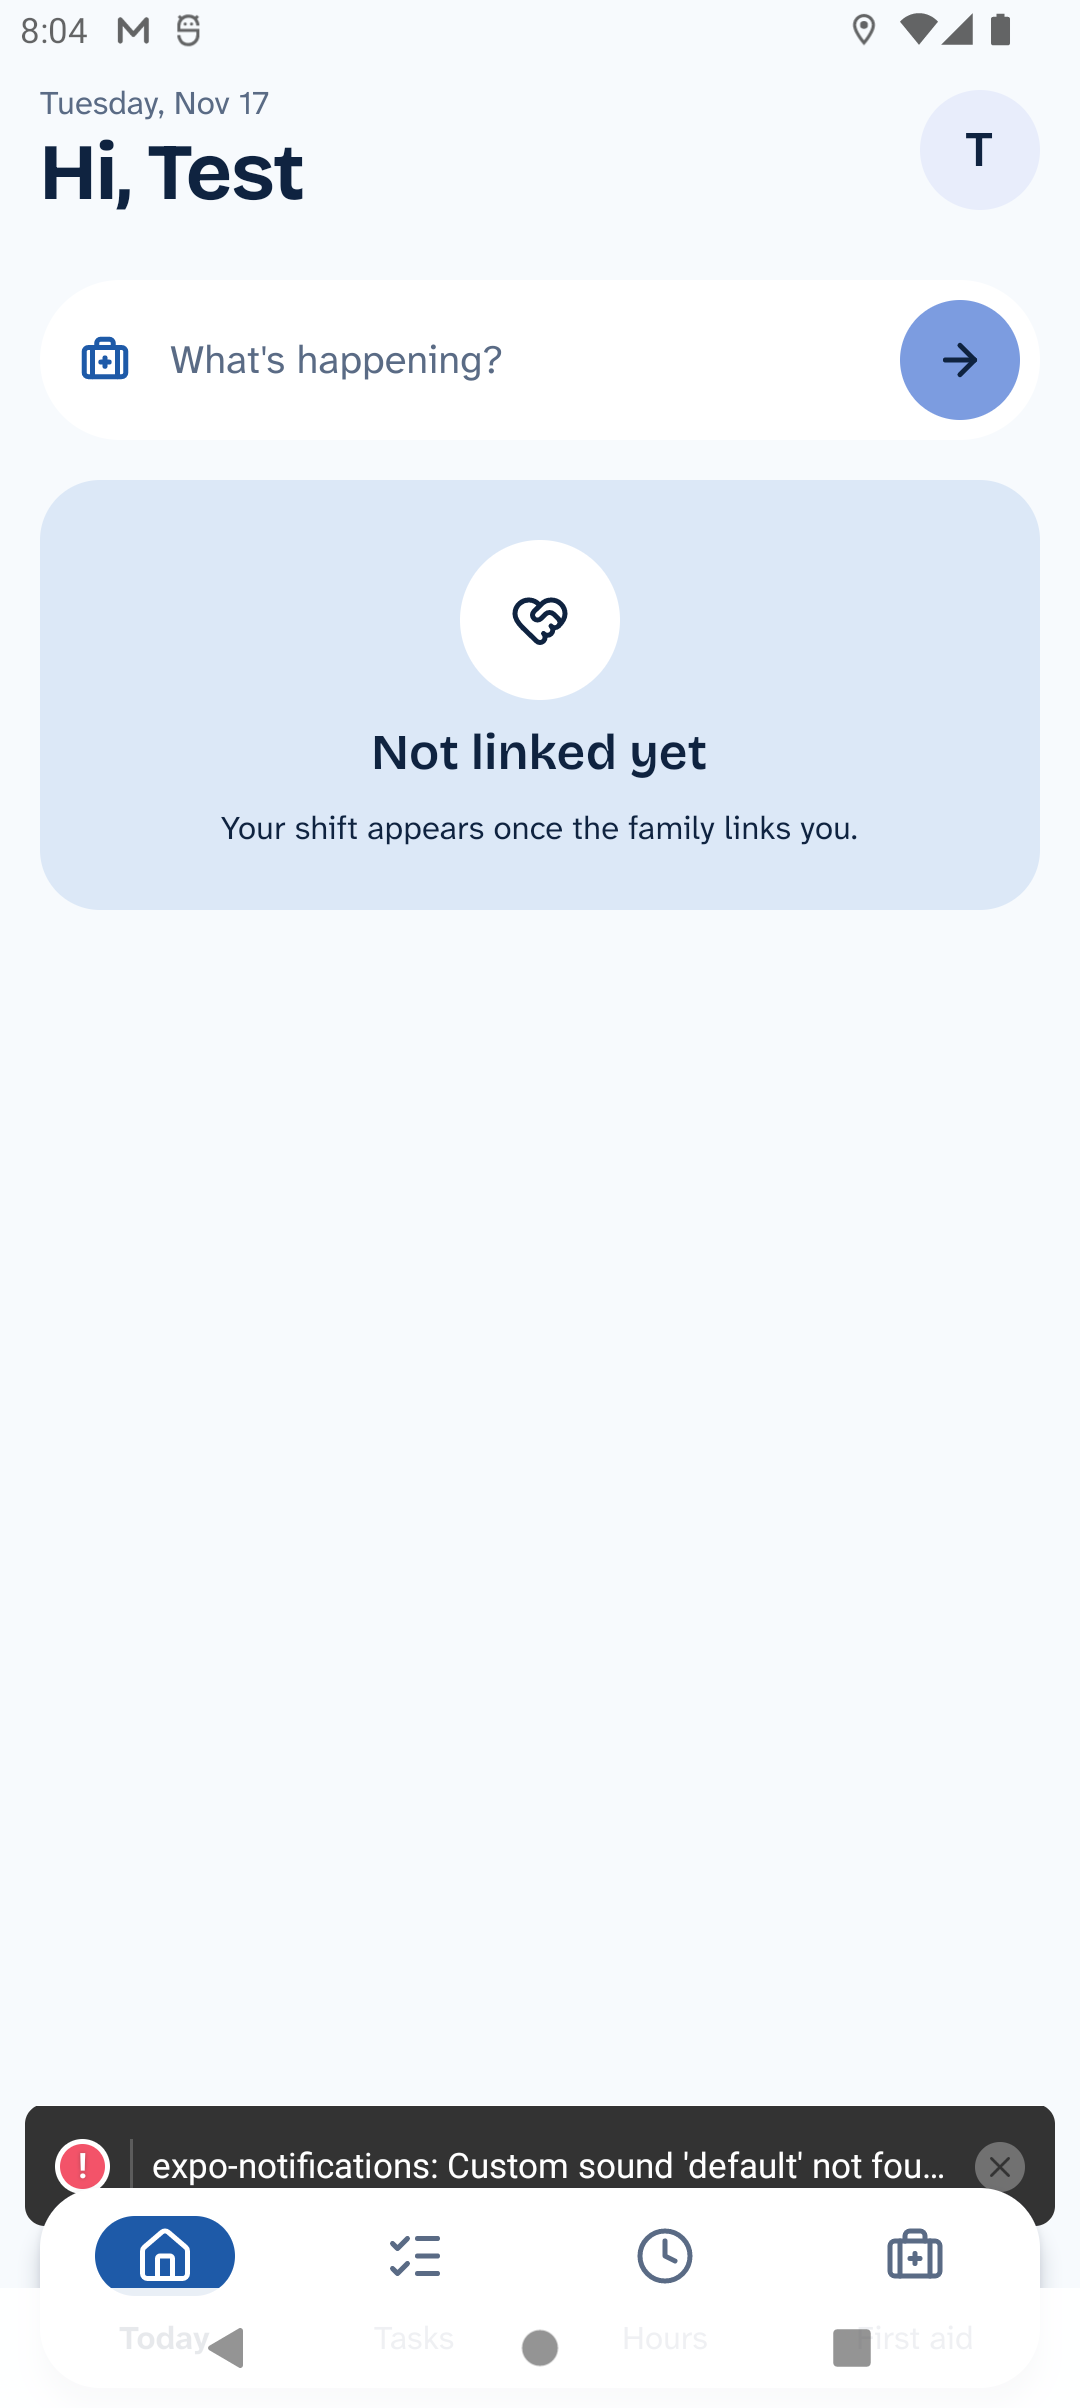 8:04
Tuesday, Nov 17
Hi, Test
T
What's happening?
Not linked yet
Your shift appears once the family links you.
expo-notifications: Custom sound 'default' not fou...
Today
Tasks
Hours
First aid